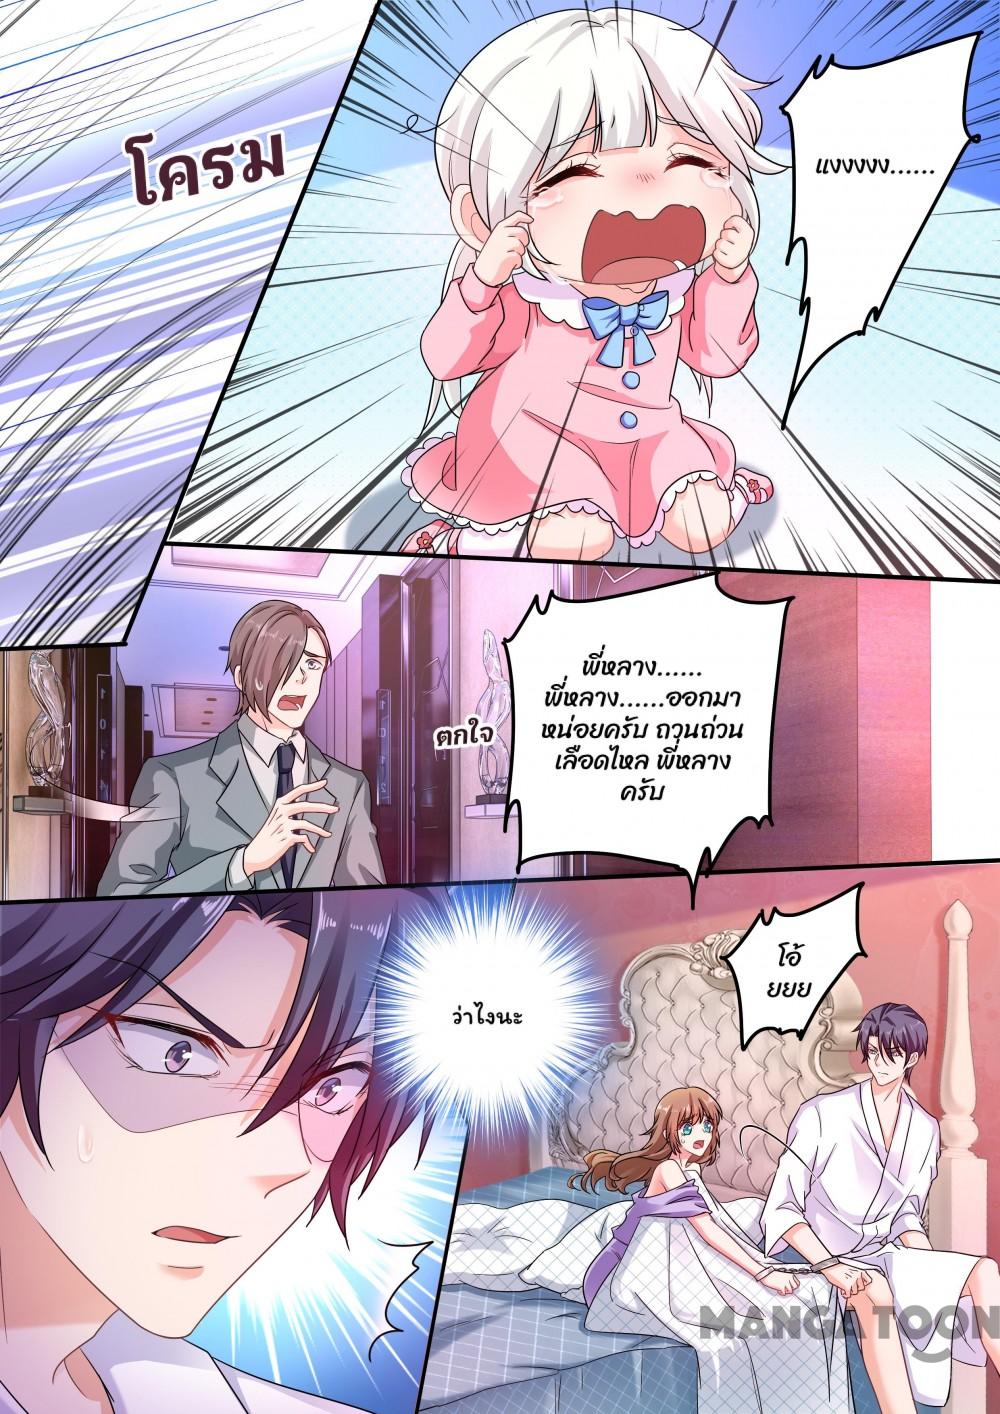 โครม
แงงงงง......
พี่หลาง......
พี่หลาง......ออกมา
หน่อยครับ ถวนถ่วน
เลือดไหล พี่หลาง
ครับ
ตกใจ
ว่าไงนะ
โอ้
ยยย
MANGATOON